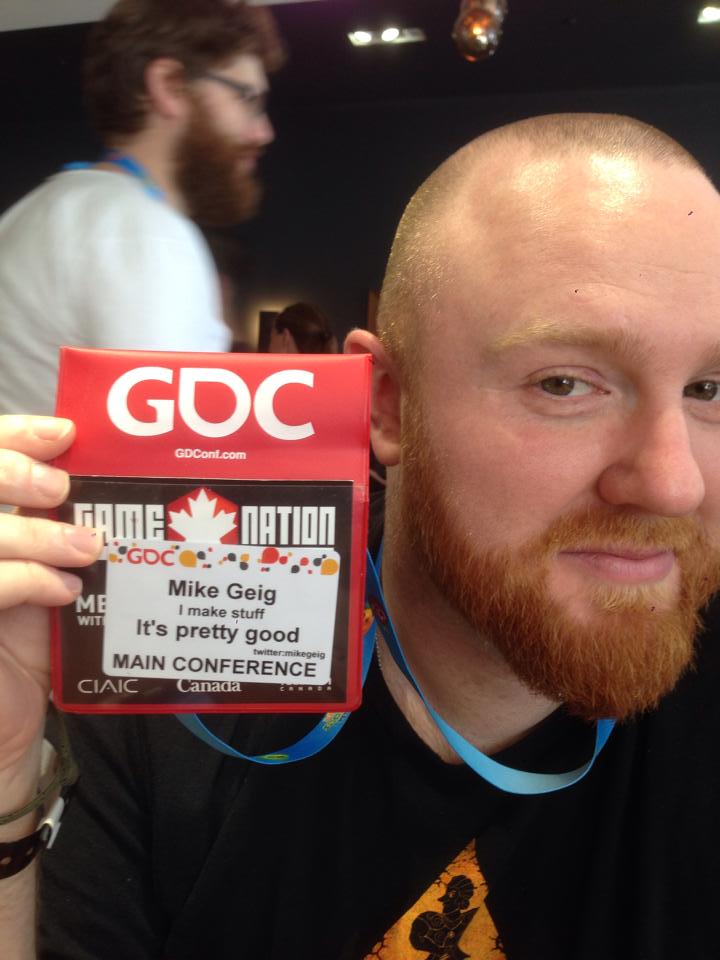 GDC
GDConf.com
GAME NATION
GDC
Mike Geig
I make stuff
It's pretty good
twitter:mikegeig
MAIN CONFERENCE
CIAIC
Canada
CANADA